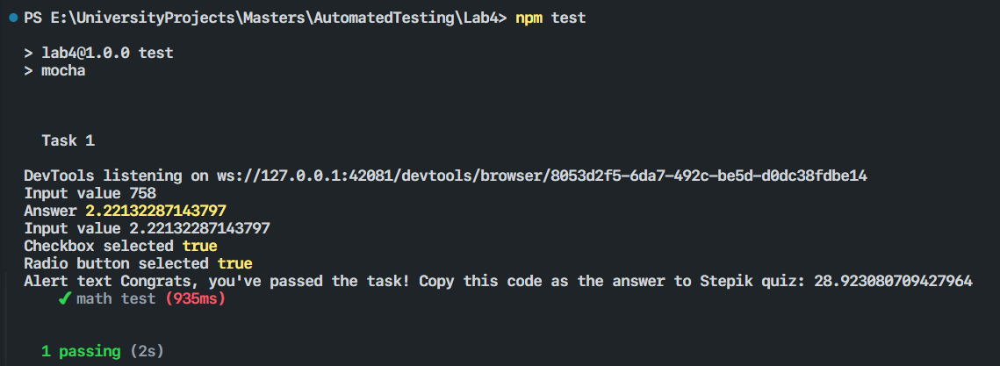 PS E:\UniversityProjects\Masters\AutomatedTesting\Lab4> npm test
> lab4@1.0.0 test
> mocha
Task 1
DevTools listening on ws://127.0.0.1:42081/devtools/browser/8053d2f5-6da7-492c-be5d-d0dc38fdbe14
Input value 758
Answer 2.22132287143797
Input value 2.22132287143797
Checkbox selected true
Radio button selected true
Alert text Congrats, you've passed the task! Copy this code as the answer to Stepik quiz: 28.923080709427964
✔ math test (935ms)
1 passing (2s)